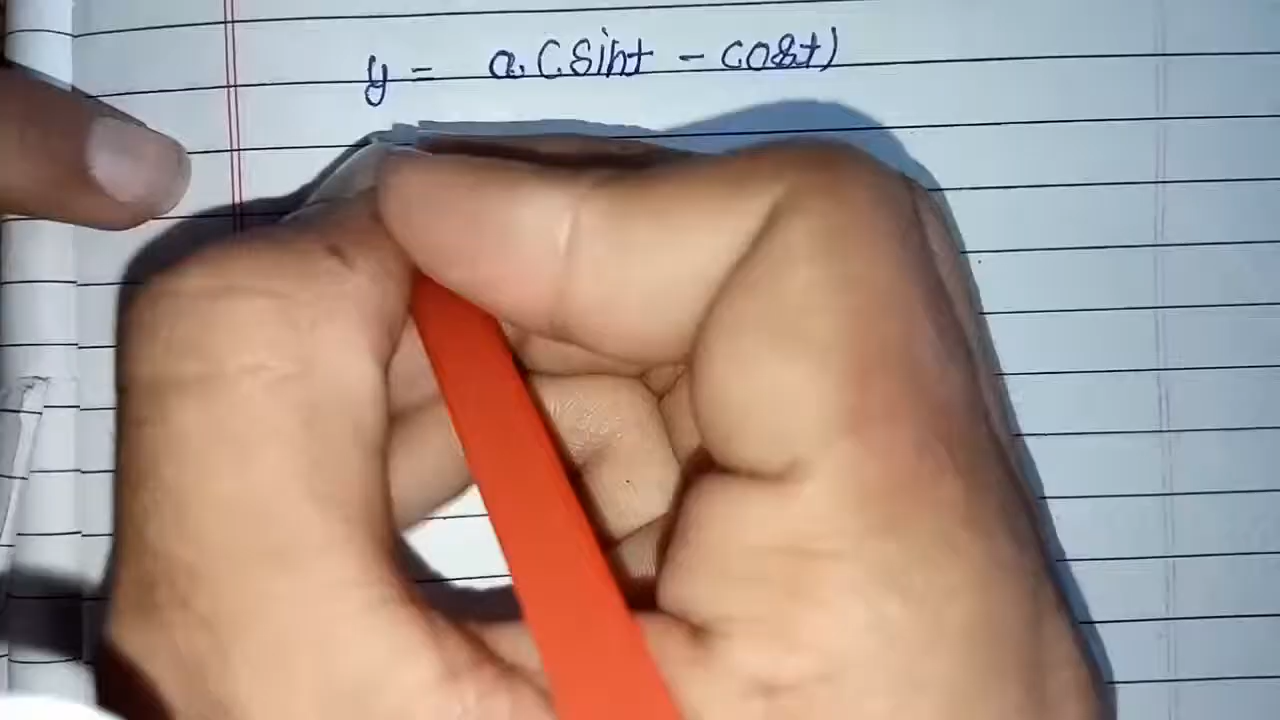 y = a (sint - cost)